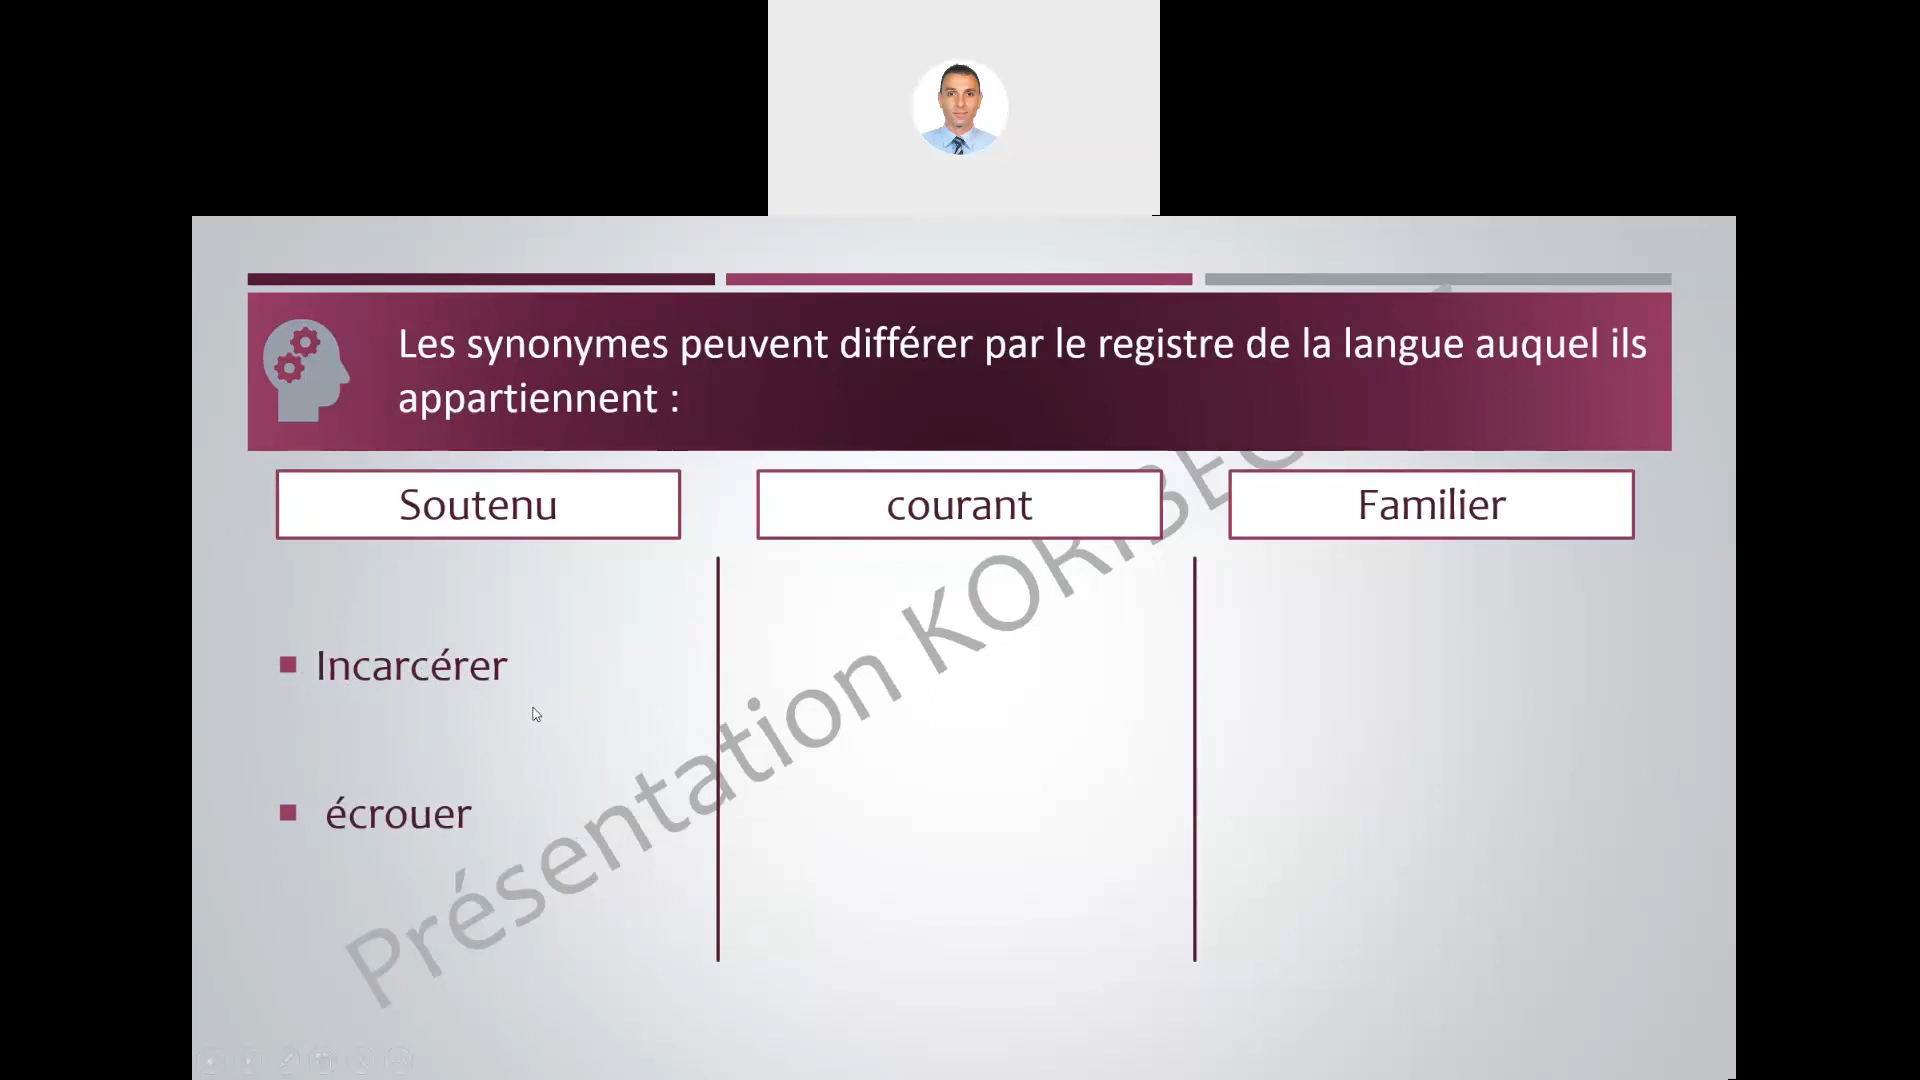 Les synonymes peuvent différer par le registre de la langue auquel ils
appartiennent :
Soutenu
courant
Familier
Incarcérer
écrouer
Présentation